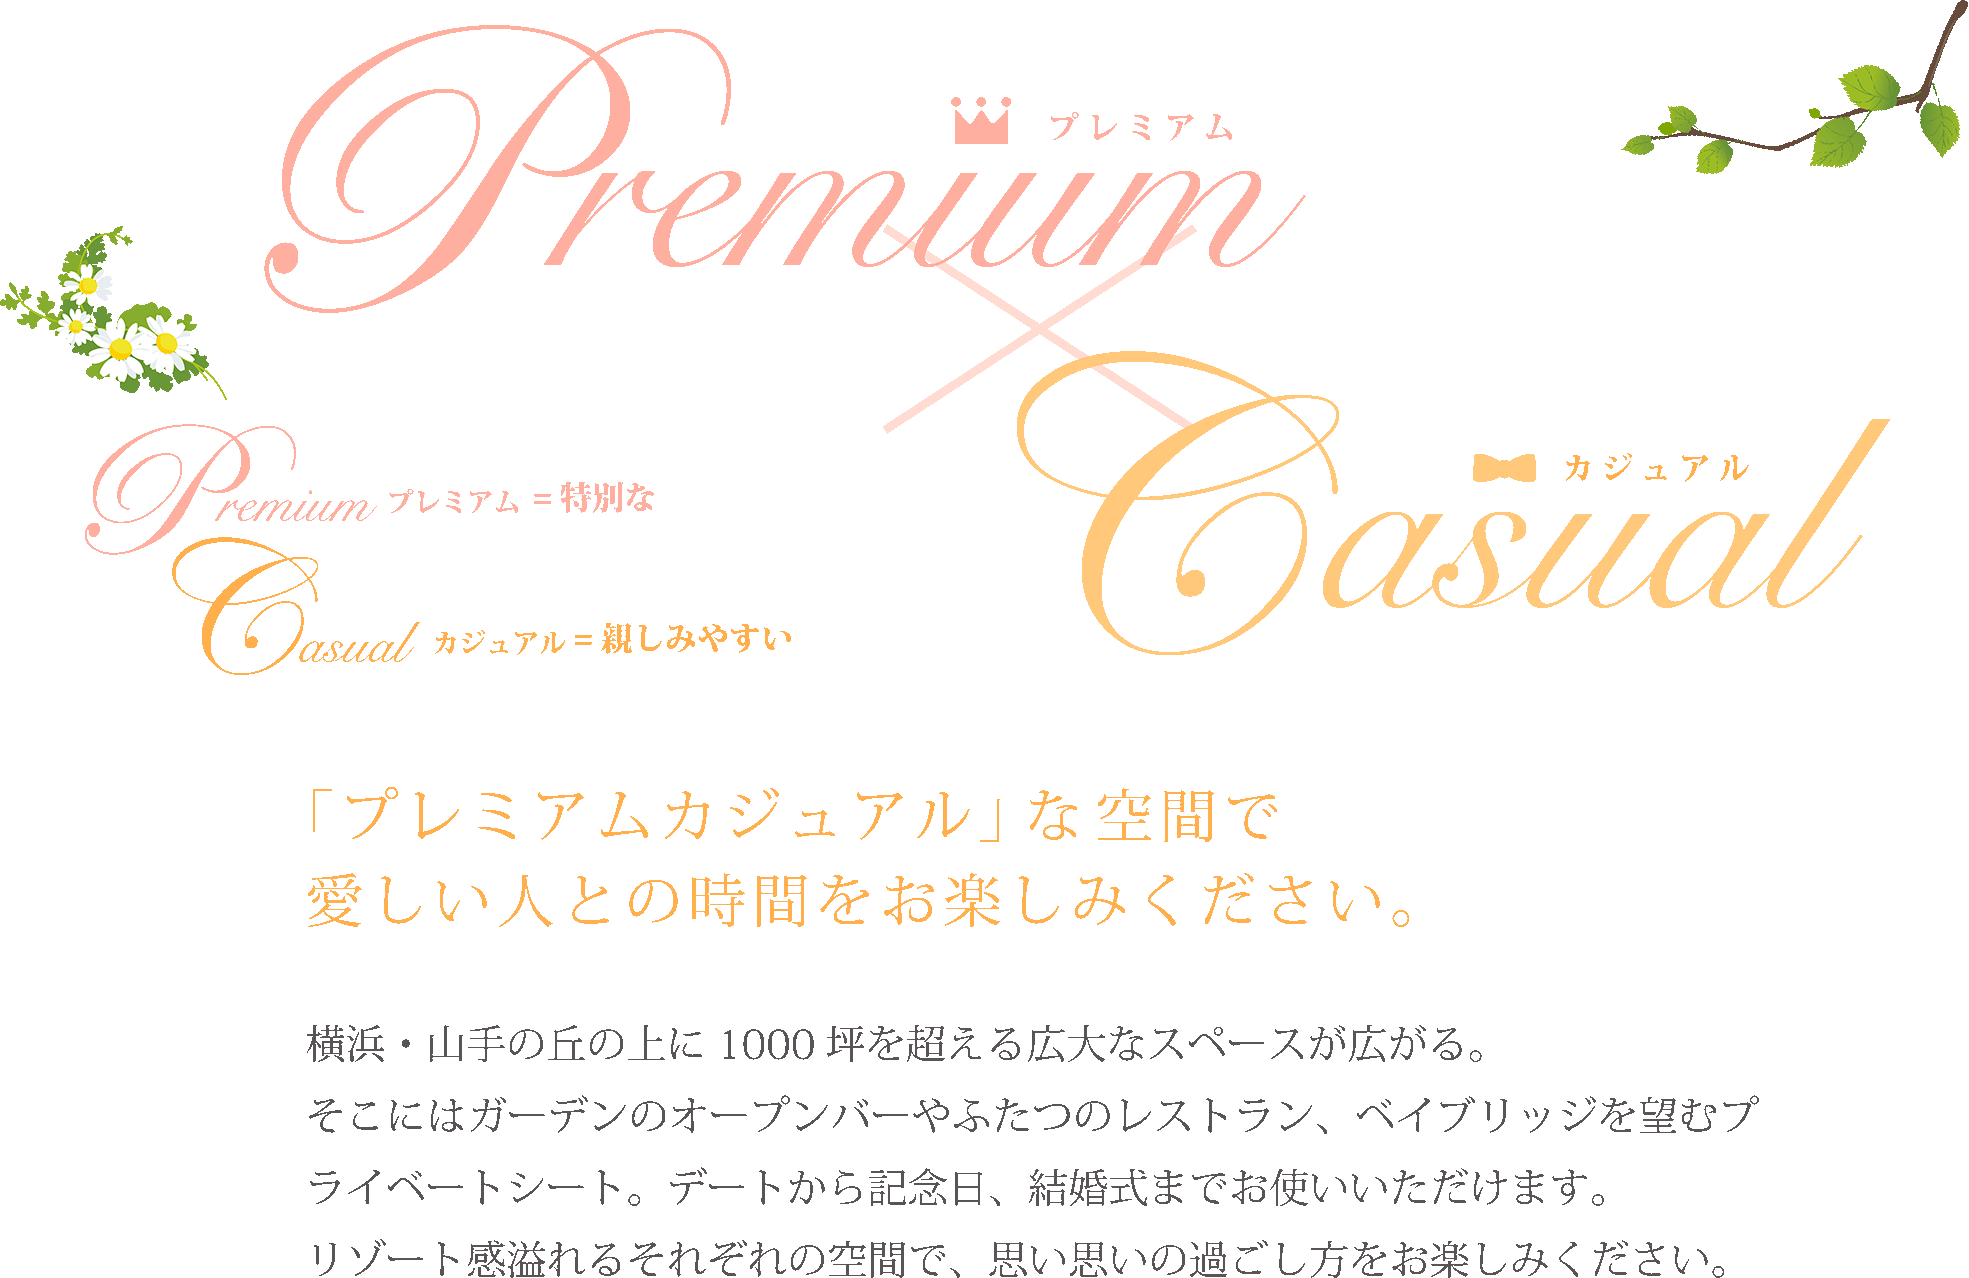 プレミアム
Premium
×
カジュアル
Casual
Premium プレミアム = 特別な
Casual カジュアル = 親しみやすい
「プレミアムカジュアル」な空間で
愛しい人との時間をお楽しみください。
横浜・山手の丘の上に 1000 坪を超える広大なスペースが広がる。
そこにはガーデンのオープンバーやふたつのレストラン、ベイブリッジを望むプ
ライベートシート。デートから記念日、結婚式までお使いいただけます。
リゾート感溢れるそれぞれの空間で、思い思いの過ごし方をお楽しみください。